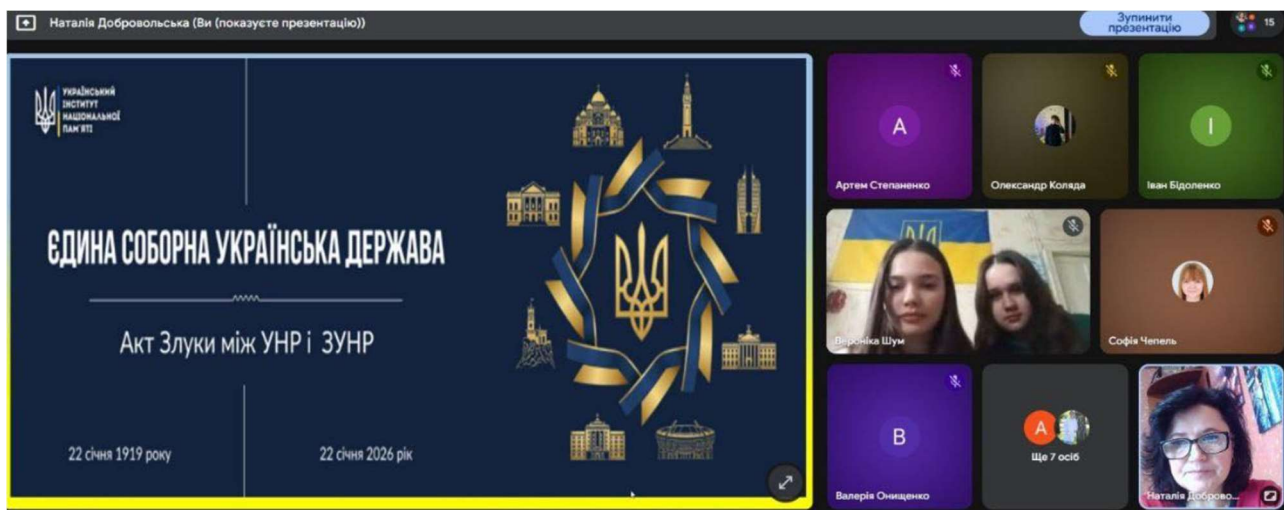 Наталія Добровольська (Ви (показуєте презентацію))
Зупинити
презентацію
15
УКРАЇНСЬКИЙ
ІНСТИТУТ
НАЦІОНАЛЬНОЇ
ПАМ'ЯТІ
ЄДИНА СОБОРНА УКРАЇНСЬКА ДЕРЖАВА
Акт Злуки між УНР і ЗУНР
22 січня 1919 року
22 січня 2026 рік
А
Артем Степаненко
Олександр Коляда
І
Іван Бідоленко
Вероніка Шум
Софія Чепель
В
Валерія Онищенко
А
Ще 7 осіб
Наталія Доброво...